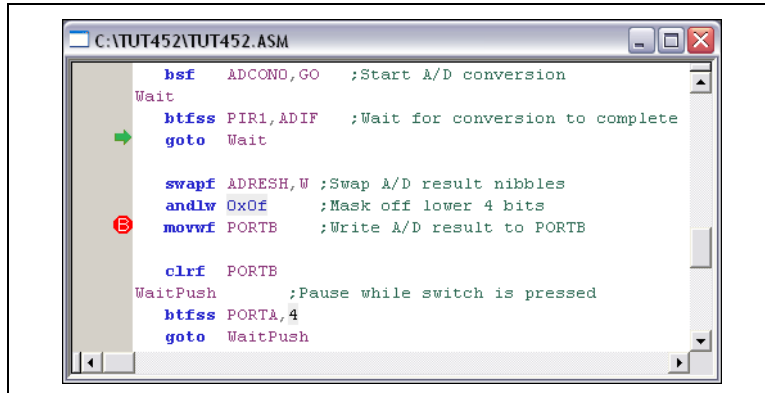 C:\TUT452\TUT452.ASM
bsf ADCON0,GO ;Start A/D conversion
Wait
btfss PIR1,ADIF ;Wait for conversion to complete
goto Wait
swapf ADRESH,W ;Swap A/D result nibbles
andlw 0x0f ;Mask off lower 4 bits
B movwf PORTB ;Write A/D result to PORTB
clrf PORTB
WaitPush ;Pause while switch is pressed
btfss PORTA,4
goto WaitPush